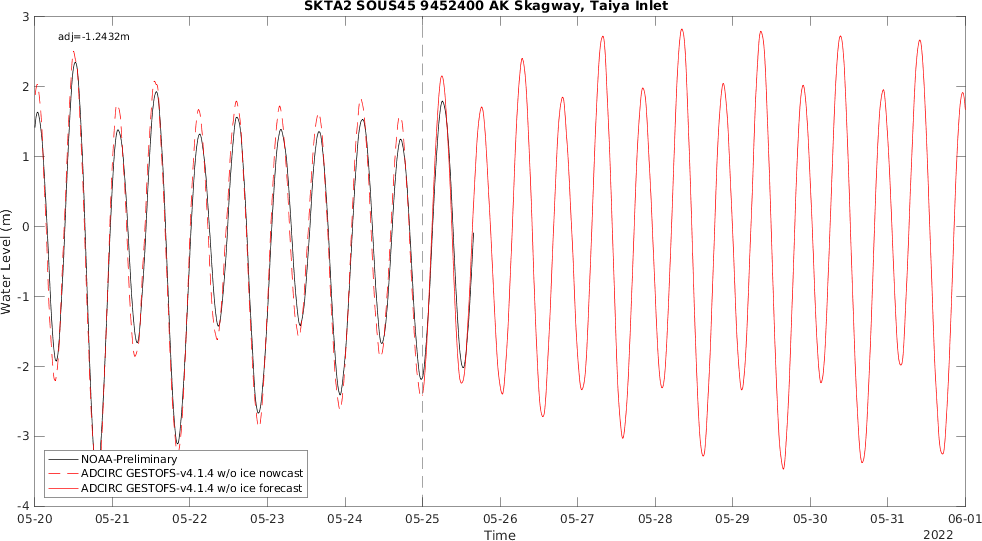 SKTA2 SOUS45 9452400 AK Skagway, Taiya Inlet
adj=-1.2432m
3
2
1
0
-1
-2
-3
-4
Water Level (m)
NOAA-Preliminary
ADCIRC GESTOFS-v4.1.4 w/o ice nowcast
ADCIRC GESTOFS-v4.1.4 w/o ice forecast
05-20 05-21 05-22 05-23 05-24 05-25 05-26 05-27 05-28 05-29 05-30 05-31 06-01
Time
2022